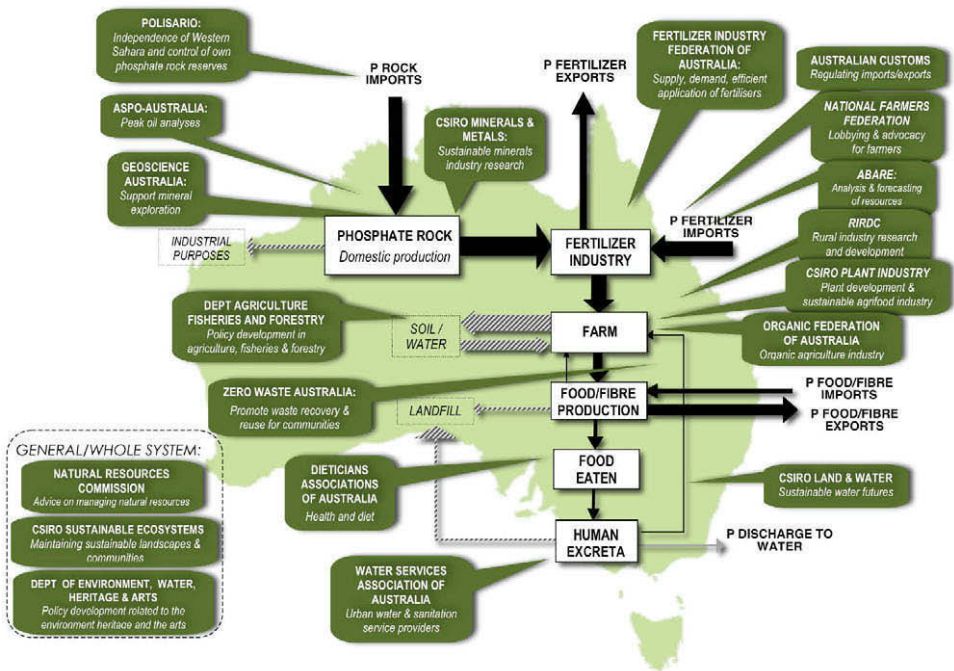 POLISARIO:
Independence of Western
Sahara and control of own
phosphate rock reserves
P ROCK
IMPORTS
P FERTILIZER
EXPORTS
FERTILIZER INDUSTRY
FEDERATION OF
AUSTRALIA:
Supply, demand, efficient
application of fertilisers
AUSTRALIAN CUSTOMS
Regulating imports/exports
NATIONAL FARMERS
FEDERATION
Lobbying & advocacy
for farmers
ASPO-AUSTRALIA:
Peak oil analyses
CSIRO MINERALS &
METALS:
Sustainable minerals
industry research
GEOSCIENCE
AUSTRALIA:
Support mineral
exploration
ABARE:
Analysis & forecasting
of resources
P FERTILIZER
IMPORTS
RIRDC
Rural industry research
and development
INDUSTRIAL
PURPOSES
PHOSPHATE ROCK
Domestic production
FERTILIZER
INDUSTRY
CSIRO PLANT INDUSTRY
Plant development &
sustainable agrifood industry
DEPT AGRICULTURE
FISHERIES AND FORESTRY
Policy development in
agriculture, fisheries & forestry
SOIL /
WATER
FARM
ORGANIC FEDERATION
OF AUSTRALIA
Organic agriculture industry
ZERO WASTE AUSTRALIA:
Promote waste recovery &
reuse for communities
LANDFILL
FOOD/FIBRE
PRODUCTION
P FOOD/FIBRE
IMPORTS
P FOOD/FIBRE
EXPORTS
GENERAL/WHOLE SYSTEM:
NATURAL RESOURCES
COMMISSION
Advice on managing natural resources
CSIRO SUSTAINABLE ECOSYSTEMS
Maintaining sustainable landscapes &
communities
DEPT OF ENVIRONMENT, WATER,
HERITAGE & ARTS
Policy development related to the
environment heritage and the arts
DIETICIANS
ASSOCIATIONS
OF AUSTRALIA
Health and diet
FOOD
EATEN
CSIRO LAND & WATER
Sustainable water futures
HUMAN
EXCRETA
P DISCHARGE TO
WATER
WATER SERVICES
ASSOCIATION OF
AUSTRALIA
Urban water & sanitation
service providers